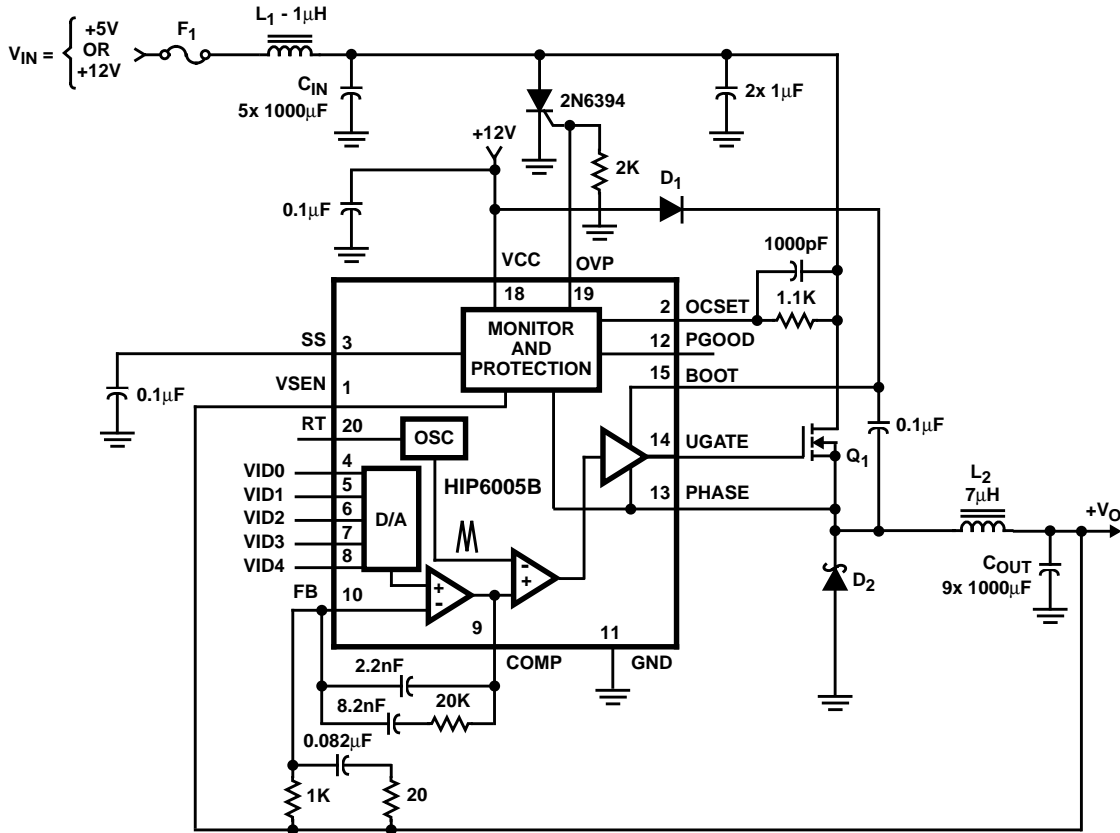 L1 - 1μH
F1
VIN =
+5V
OR
+12V
CIN
5x 1000μF
2N6394
2x 1μF
+12V
2K
D1
0.1μF
1000pF
VCC
OVP
18
19
2
OCSET
1.1K
MONITOR
AND
PROTECTION
SS
3
12
PGOOD
15
BOOT
0.1μF
VSEN
1
RT
20
OSC
14
UGATE
0.1μF
Q1
VID0
4
VID1
5
VID2
6
VID3
7
VID4
8
D/A
HIP6005B
13
PHASE
L2
7μH
+VO
+
-
-
+
D2
COUT
9x 1000μF
FB
10
9
COMP
11
GND
2.2nF
8.2nF
20K
0.082μF
1K
20